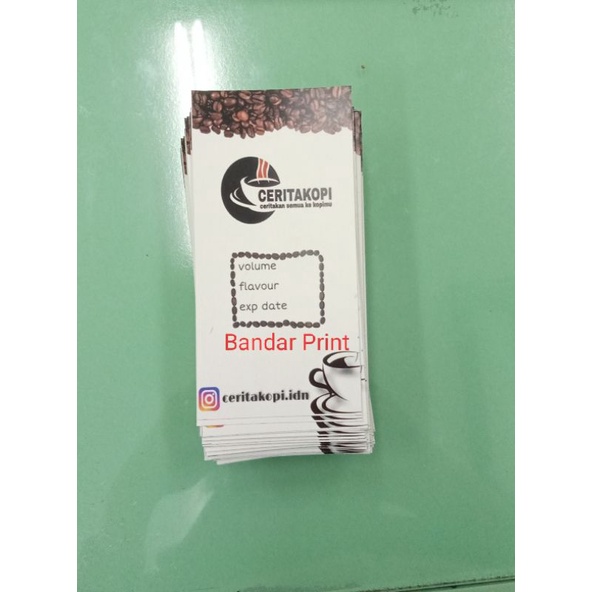 CERITAKOPI
ceritakan semua ke kopimu
volume
flavour
exp date
Bandar Print
ceritakopi.idn